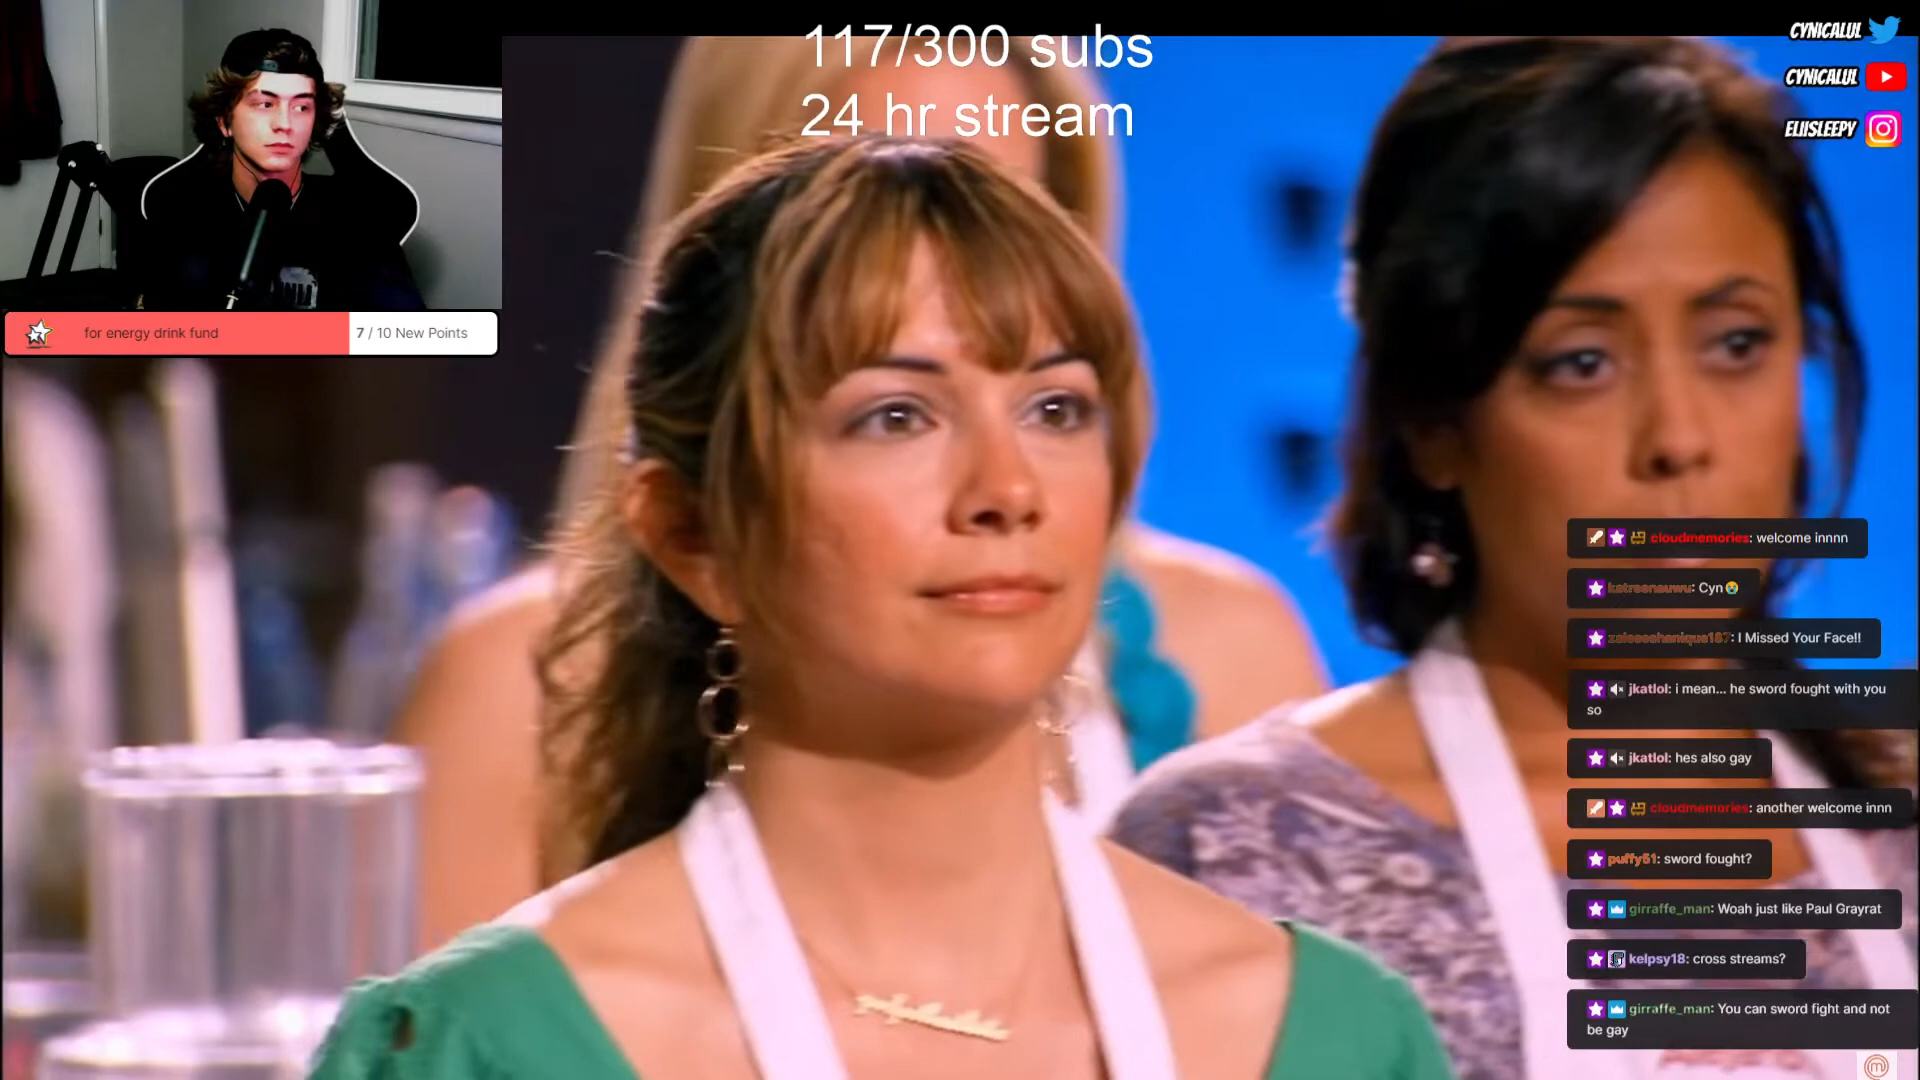 117/300 subs
24 hr stream
CYNICALUL
CYNICALUL
ELIISLEEPY
for energy drink fund
7 / 10 New Points
cloudmemories: welcome innnn
katreenauwu: Cyn😭
: I Missed Your Face!!
jkatlol: i mean... he sword fought with you
so
jkatlol: hes also gay
cloudmemories: another welcome innn
puffy51: sword fought?
girraffe_man: Woah just like Paul Grayrat
kelpsy18: cross streams?
girraffe_man: You can sword fight and not
be gay